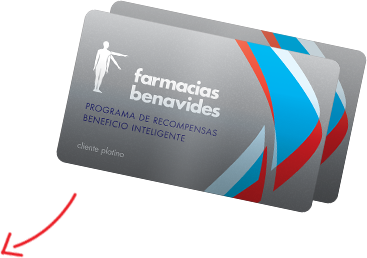 farmacias
benavides
PROGRAMA DE RECOMPENSAS
BENEFICIO INTELIGENTE
cliente platino